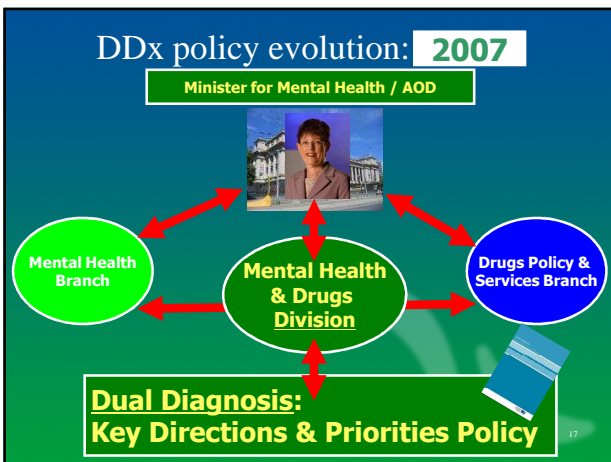 DDx policy evolution: 2007
Minister for Mental Health / AOD
Mental Health
Branch
Mental Health
& Drugs
Division
Drugs Policy &
Services Branch
Dual Diagnosis:
Key Directions & Priorities Policy
17